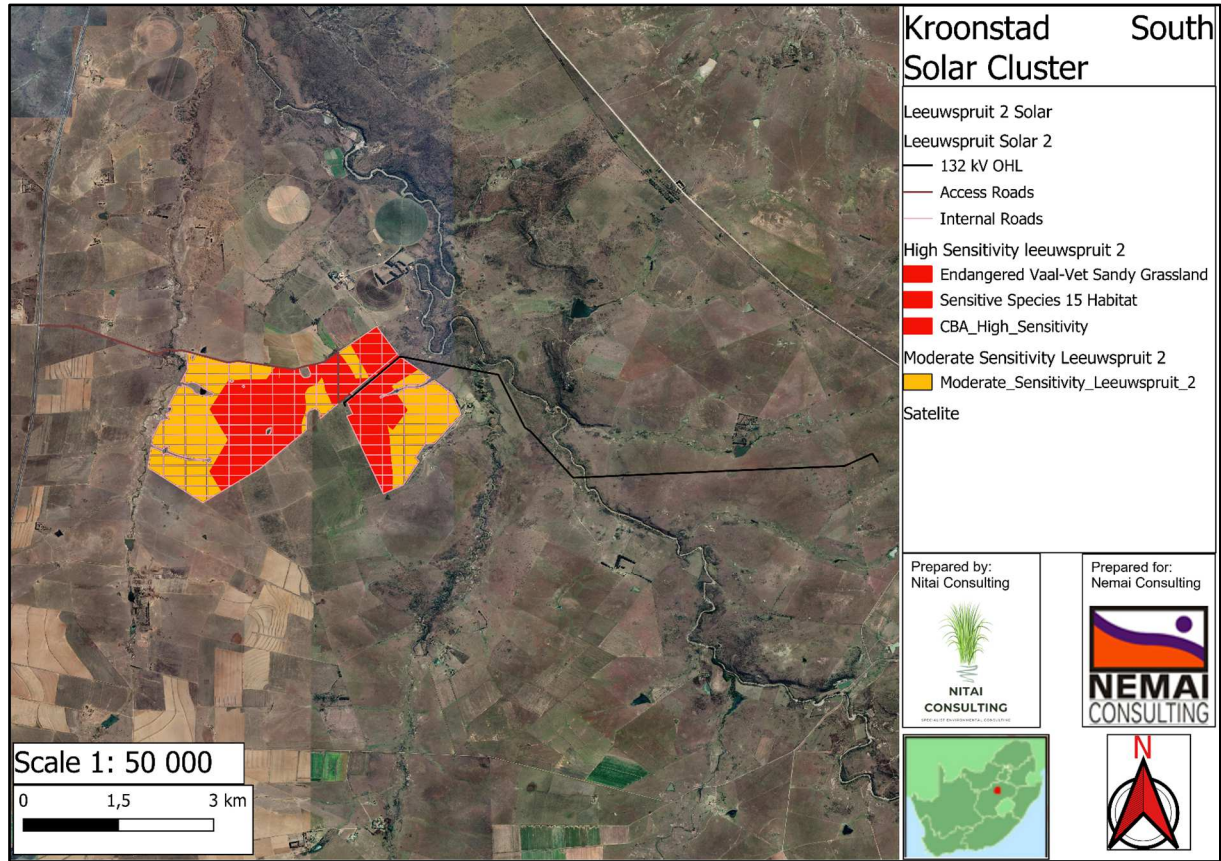 Kroonstad South
Solar Cluster
Leeuwspruit 2 Solar
Leeuwspruit Solar 2
132 kV OHL
Access Roads
Internal Roads
High Sensitivity leeuwspruit 2
Endangered Vaal-Vet Sandy Grassland
Sensitive Species 15 Habitat
CBA_High_Sensitivity
Moderate Sensitivity Leeuwspruit 2
Moderate_Sensitivity_Leeuwspruit_2
Satelite
Prepared by:
Nitai Consulting
NITAI
CONSULTING
SPECIALIST ENVIRONMENTAL CONSULTING
Prepared for:
Nemai Consulting
NEMAI
CONSULTING
N
Scale 1: 50 000
0 1,5 3 km